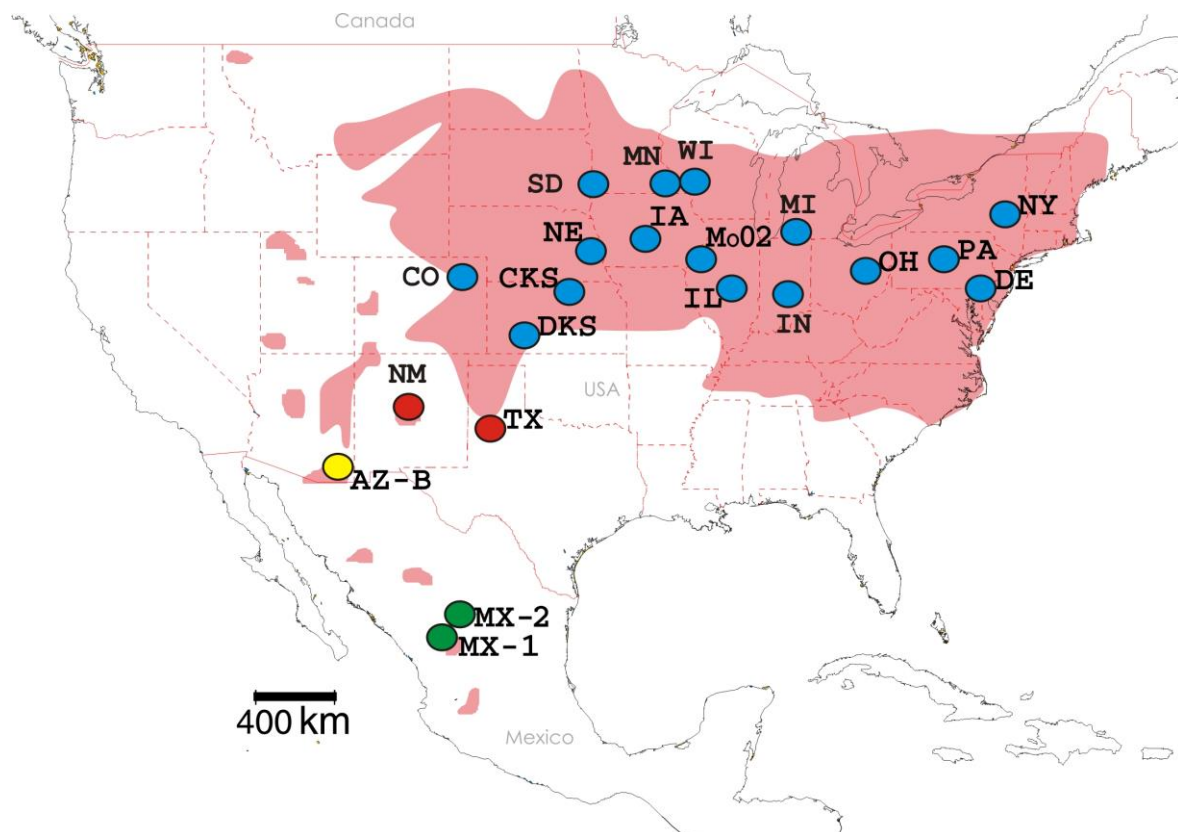 Canada
MN
WI
SD
IA
MI
NY
NE
Mo02
OH
PA
CO
CKS
IL
DE
IN
DKS
NM
USA
TX
AZ-B
MX-2
MX-1
400 km
Mexico